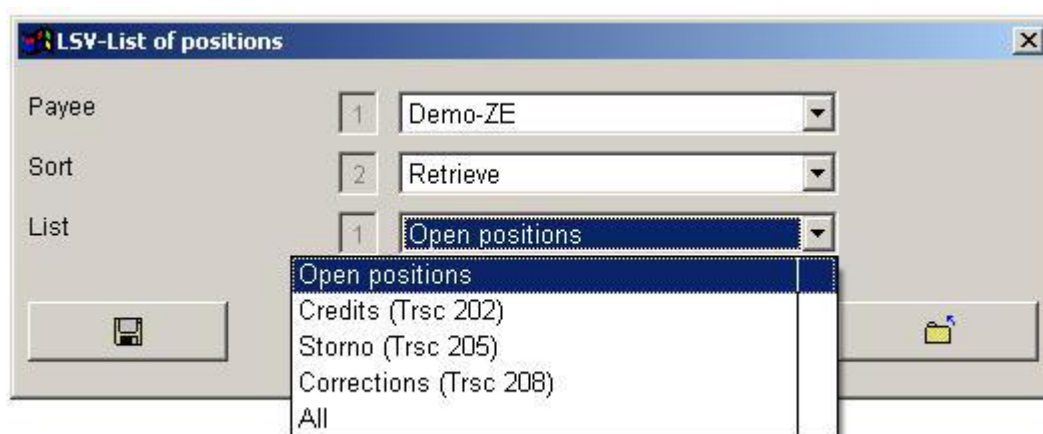 LSV-List of positions
Payee 1 Demo-ZE
Sort 2 Retrieve
List 1 Open positions
Open positions
Credits (Trsc 202)
Storno (Trsc 205)
Corrections (Trsc 208)
All